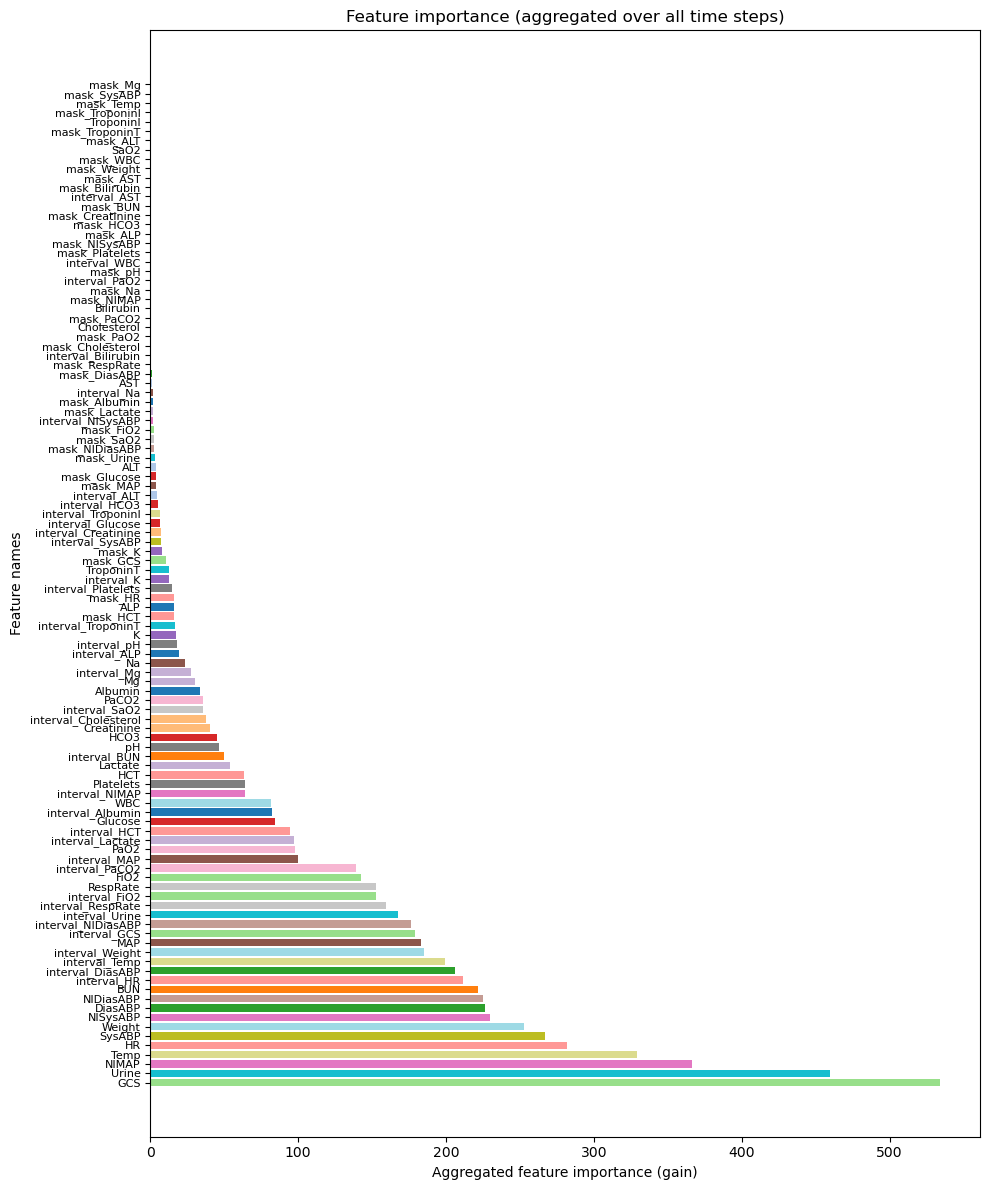 Feature importance (aggregated over all time steps)
mask_Mg
mask_SysABP
mask_Temp
mask_TroponinI
TroponinI
mask_TroponinT
mask_ALT
SaO2
mask_WBC
mask_Weight
mask_AST
mask_Bilirubin
interval_AST
mask_BUN
mask_Creatinine
mask_HCO3
mask_ALP
mask_NISysABP
mask_Platelets
interval_WBC
mask_pH
interval_PaO2
mask_Na
mask_NIMAP
Bilirubin
mask_PaCO2
Cholesterol
mask_PaO2
mask_Cholesterol
interval_Bilirubin
mask_RespRate
mask_DiasABP
AST
interval_Na
mask_Albumin
mask_Lactate
interval_NISysABP
mask_FiO2
mask_SaO2
mask_NIDiasABP
mask_Urine
ALT
mask_Glucose
mask_MAP
interval_ALT
interval_HCO3
interval_TroponinI
interval_Glucose
interval_Creatinine
interval_SysABP
mask_K
mask_GCS
TroponinT
interval_K
interval_Platelets
mask_HR
ALP
mask_HCT
interval_TroponinT
K
interval_pH
interval_ALP
Na
interval_Mg
Mg
Albumin
PaCO2
interval_SaO2
interval_Cholesterol
Creatinine
HCO3
pH
interval_BUN
Lactate
HCT
Platelets
interval_NIMAP
WBC
interval_Albumin
Glucose
interval_HCT
interval_Lactate
PaO2
interval_MAP
interval_PaCO2
FiO2
RespRate
interval_FiO2
interval_RespRate
interval_Urine
interval_NIDiasABP
interval_GCS
MAP
interval_Weight
interval_Temp
interval_DiasABP
interval_HR
BUN
NIDiasABP
DiasABP
NISysABP
Weight
SysABP
HR
Temp
NIMAP
Urine
GCS
Feature names
0 100 200 300 400 500
Aggregated feature importance (gain)